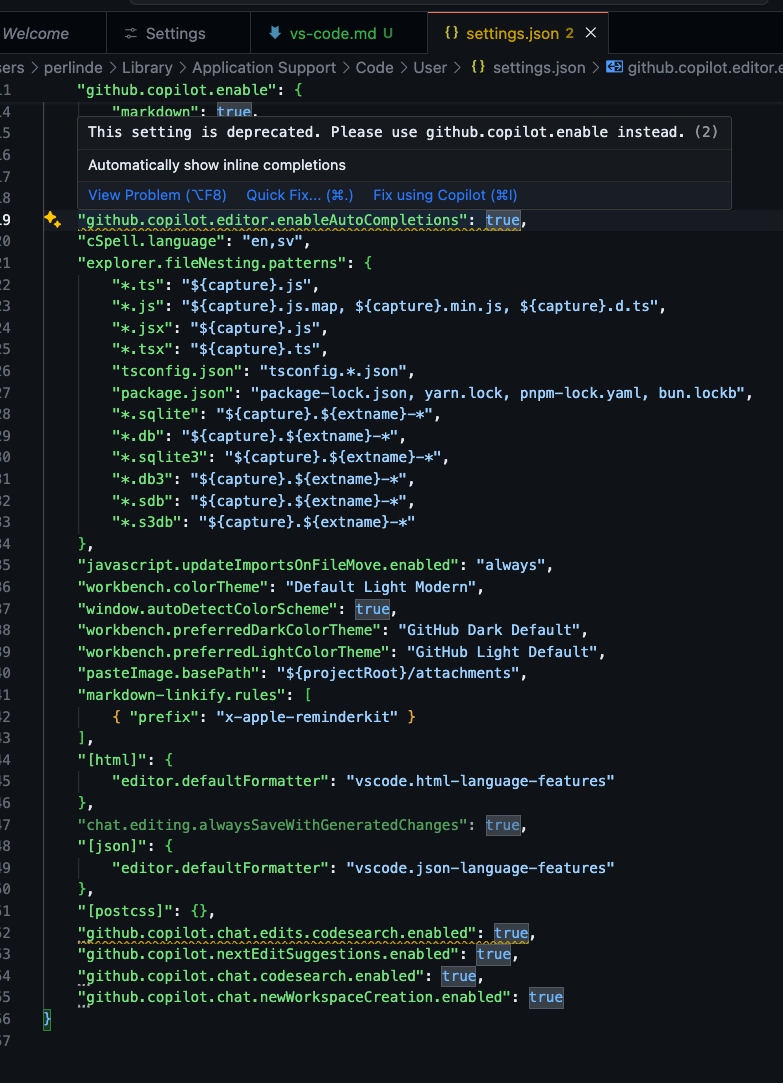 Welcome Settings vs-code.md U {} settings.json 2 ×
ers > perlinde > Library > Application Support > Code > User > {} settings.json > github.copilot.editor.e
11 "github.copilot.enable": {
14 "markdown": true,
15 This setting is deprecated. Please use github.copilot.enable instead. (2)
16 Automatically show inline completions
17
18 View Problem (⌥F8) Quick Fix... (⌘.) Fix using Copilot (⌘I)
19 "github.copilot.editor.enableAutoCompletions": true,
20 "cSpell.language": "en,sv",
21 "explorer.fileNesting.patterns": {
22 "*.ts": "${capture}.js",
23 "*.js": "${capture}.js.map, ${capture}.min.js, ${capture}.d.ts",
24 "*.jsx": "${capture}.js",
25 "*.tsx": "${capture}.ts",
26 "tsconfig.json": "tsconfig.*.json",
27 "package.json": "package-lock.json, yarn.lock, pnpm-lock.yaml, bun.lockb",
28 "*.sqlite": "${capture}.${extname}-*",
29 "*.db": "${capture}.${extname}-*",
30 "*.sqlite3": "${capture}.${extname}-*",
31 "*.db3": "${capture}.${extname}-*",
32 "*.sdb": "${capture}.${extname}-*",
33 "*.s3db": "${capture}.${extname}-*"
34 },
35 "javascript.updateImportsOnFileMove.enabled": "always",
36 "workbench.colorTheme": "Default Light Modern",
37 "window.autoDetectColorScheme": true,
38 "workbench.preferredDarkColorTheme": "GitHub Dark Default",
39 "workbench.preferredLightColorTheme": "GitHub Light Default",
40 "pasteImage.basePath": "${projectRoot}/attachments",
41 "markdown-linkify.rules": [
42 { "prefix": "x-apple-reminderkit" }
43 ],
44 "[html]": {
45 "editor.defaultFormatter": "vscode.html-language-features"
46 },
47 "chat.editing.alwaysSaveWithGeneratedChanges": true,
48 "[json]": {
49 "editor.defaultFormatter": "vscode.json-language-features"
50 },
51 "[postcss]": {},
52 "github.copilot.chat.edits.codesearch.enabled": true,
53 "github.copilot.nextEditSuggestions.enabled": true,
54 "github.copilot.chat.codesearch.enabled": true,
55 "github.copilot.chat.newWorkspaceCreation.enabled": true
56 }
57